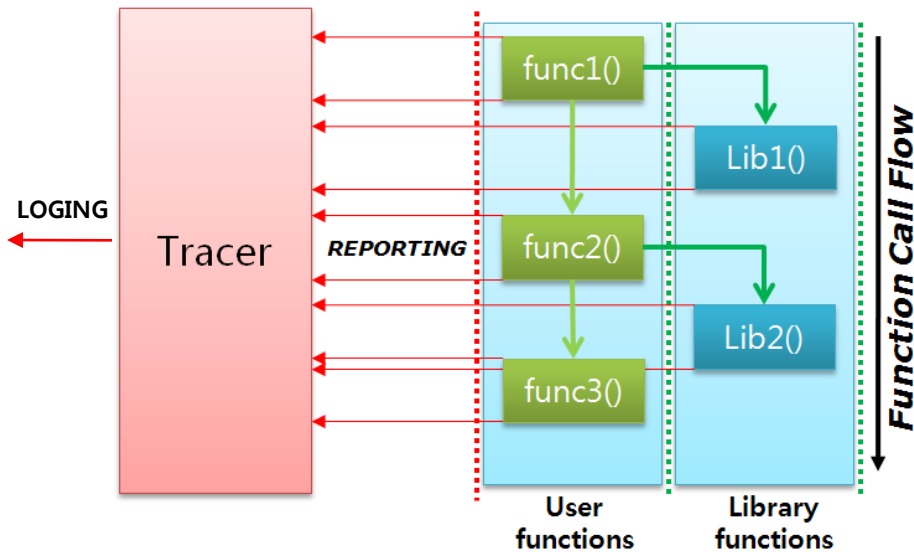 func1()
Lib1()
LOGING
Tracer
REPORTING
func2()
Lib2()
func3()
Function Call Flow
User
functions
Library
functions